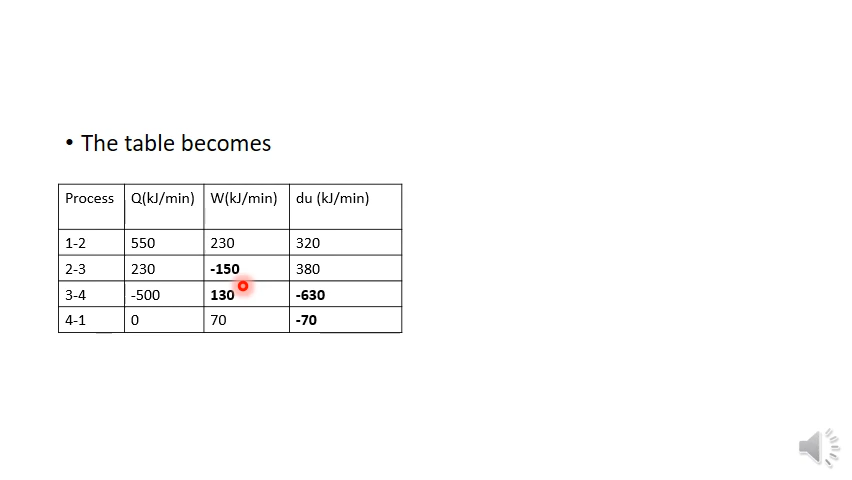 • The table becomes
Process Q(kJ/min) W(kJ/min) du (kJ/min)
1-2 550 230 320
2-3 230 -150 380
3-4 -500 130 -630
4-1 0 70 -70